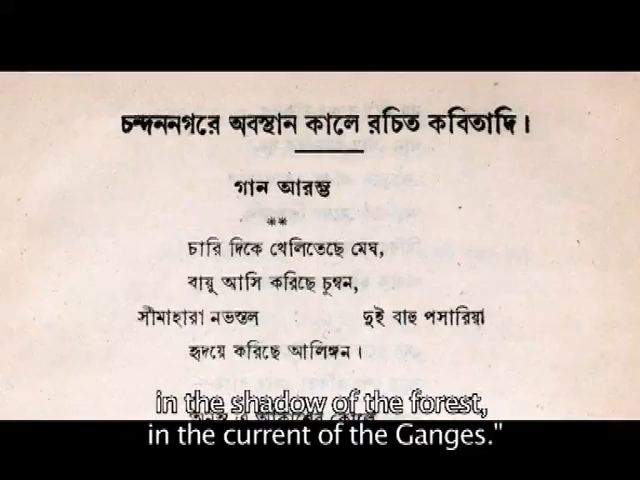 চন্দননগরে অবস্থান কালে রচিত কবিতাদি।
গান আরম্ভ
**
চারি দিকে খেলিতেছে মেঘ,
বায়ু আসি করিছে চুম্বন,
সীমাহারা নভস্তল দুই বাহু পসারিয়া
হৃদয়ে করিছে আলিঙ্গন।
in the shadow of the forest,
in the current of the Ganges."